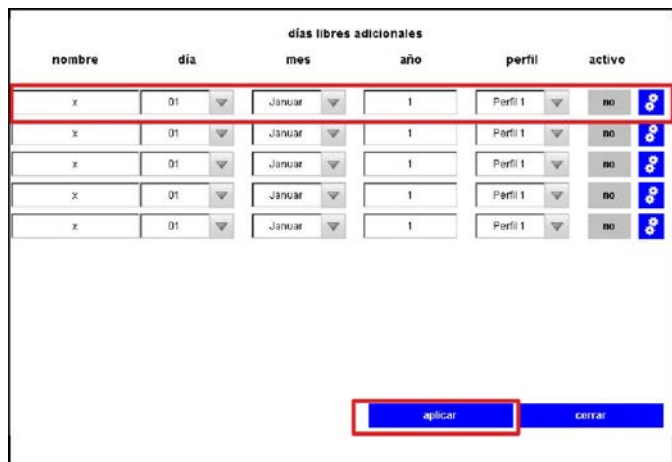 días libres adicionales
nombre día mes año perfil activo
x 01 Januar 1 Perfil 1 no
x 01 Januar 1 Perfil 1 no
x 01 Januar 1 Perfil 1 no
x 01 Januar 1 Perfil 1 no
x 01 Januar 1 Perfil 1 no
aplicar cerrar